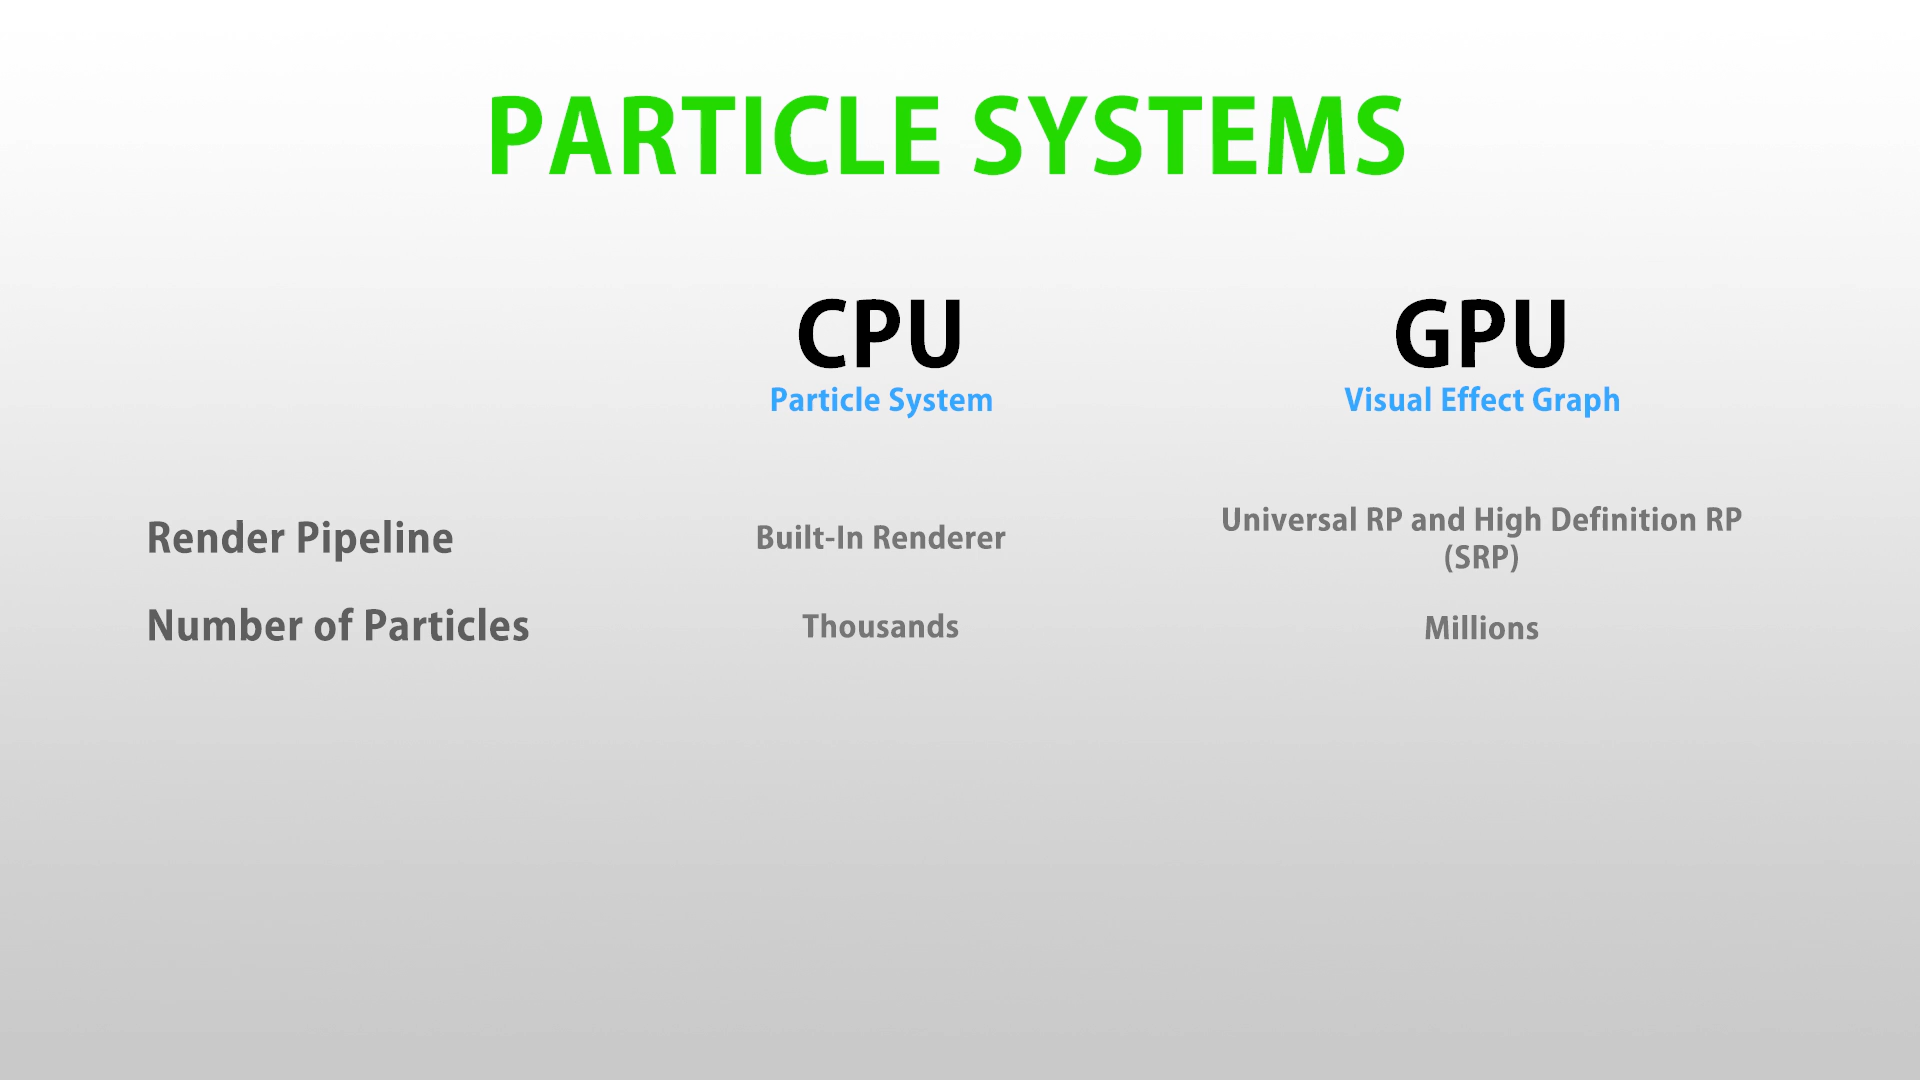 PARTICLE SYSTEMS
CPU
Particle System
GPU
Visual Effect Graph
Render Pipeline
Built-In Renderer
Universal RP and High Definition RP
(SRP)
Number of Particles
Thousands
Millions